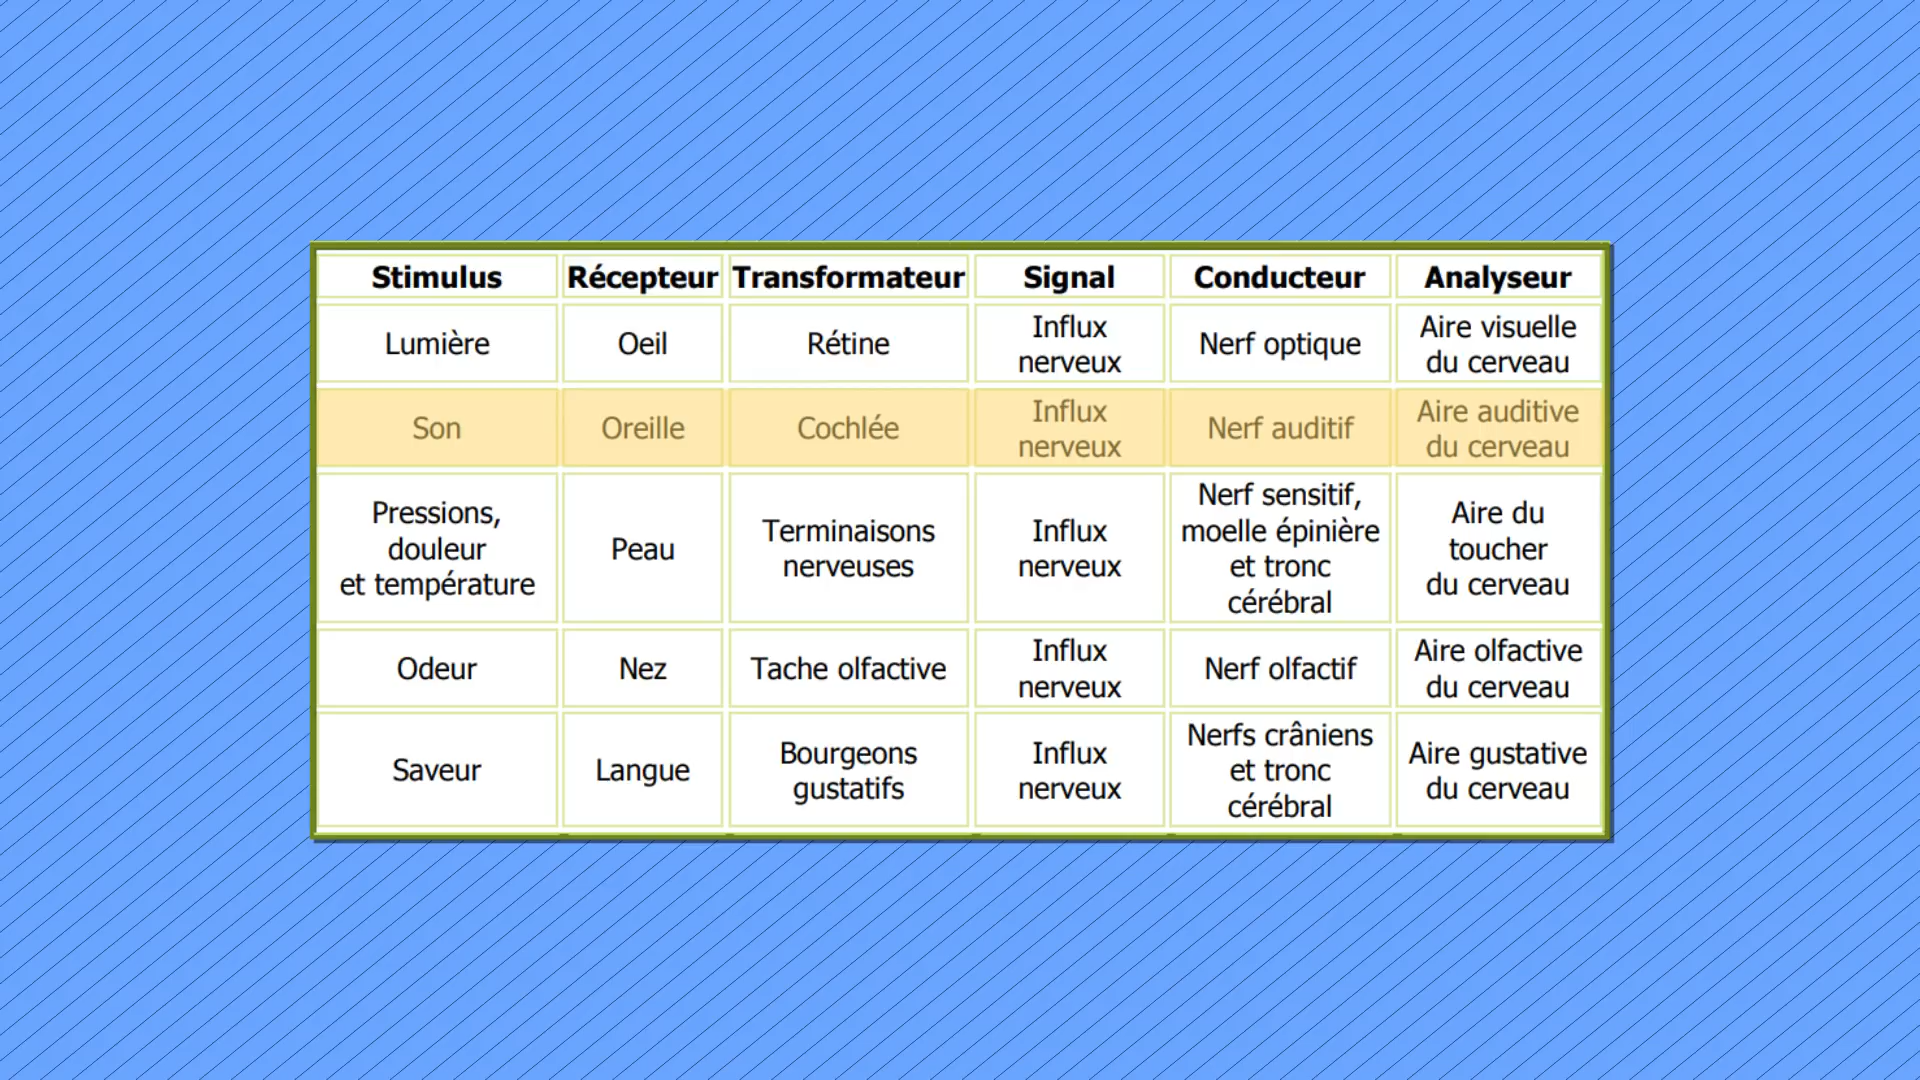 Stimulus Récepteur Transformateur Signal Conducteur Analyseur
Lumière
Oeil
Rétine
Influx
nerveux
Nerf optique
Aire visuelle
du cerveau
Son
Oreille
Cochlée
Influx
nerveux
Nerf auditif
Aire auditive
du cerveau
Pressions,
douleur
et température
Peau
Terminaisons
nerveuses
Influx
nerveux
Nerf sensitif,
moelle épinière
et tronc
cérébral
Aire du
toucher
du cerveau
Odeur
Nez
Tache olfactive
Influx
nerveux
Nerf olfactif
Aire olfactive
du cerveau
Saveur
Langue
Bourgeons
gustatifs
Influx
nerveux
Nerfs crâniens
et tronc
cérébral
Aire gustative
du cerveau